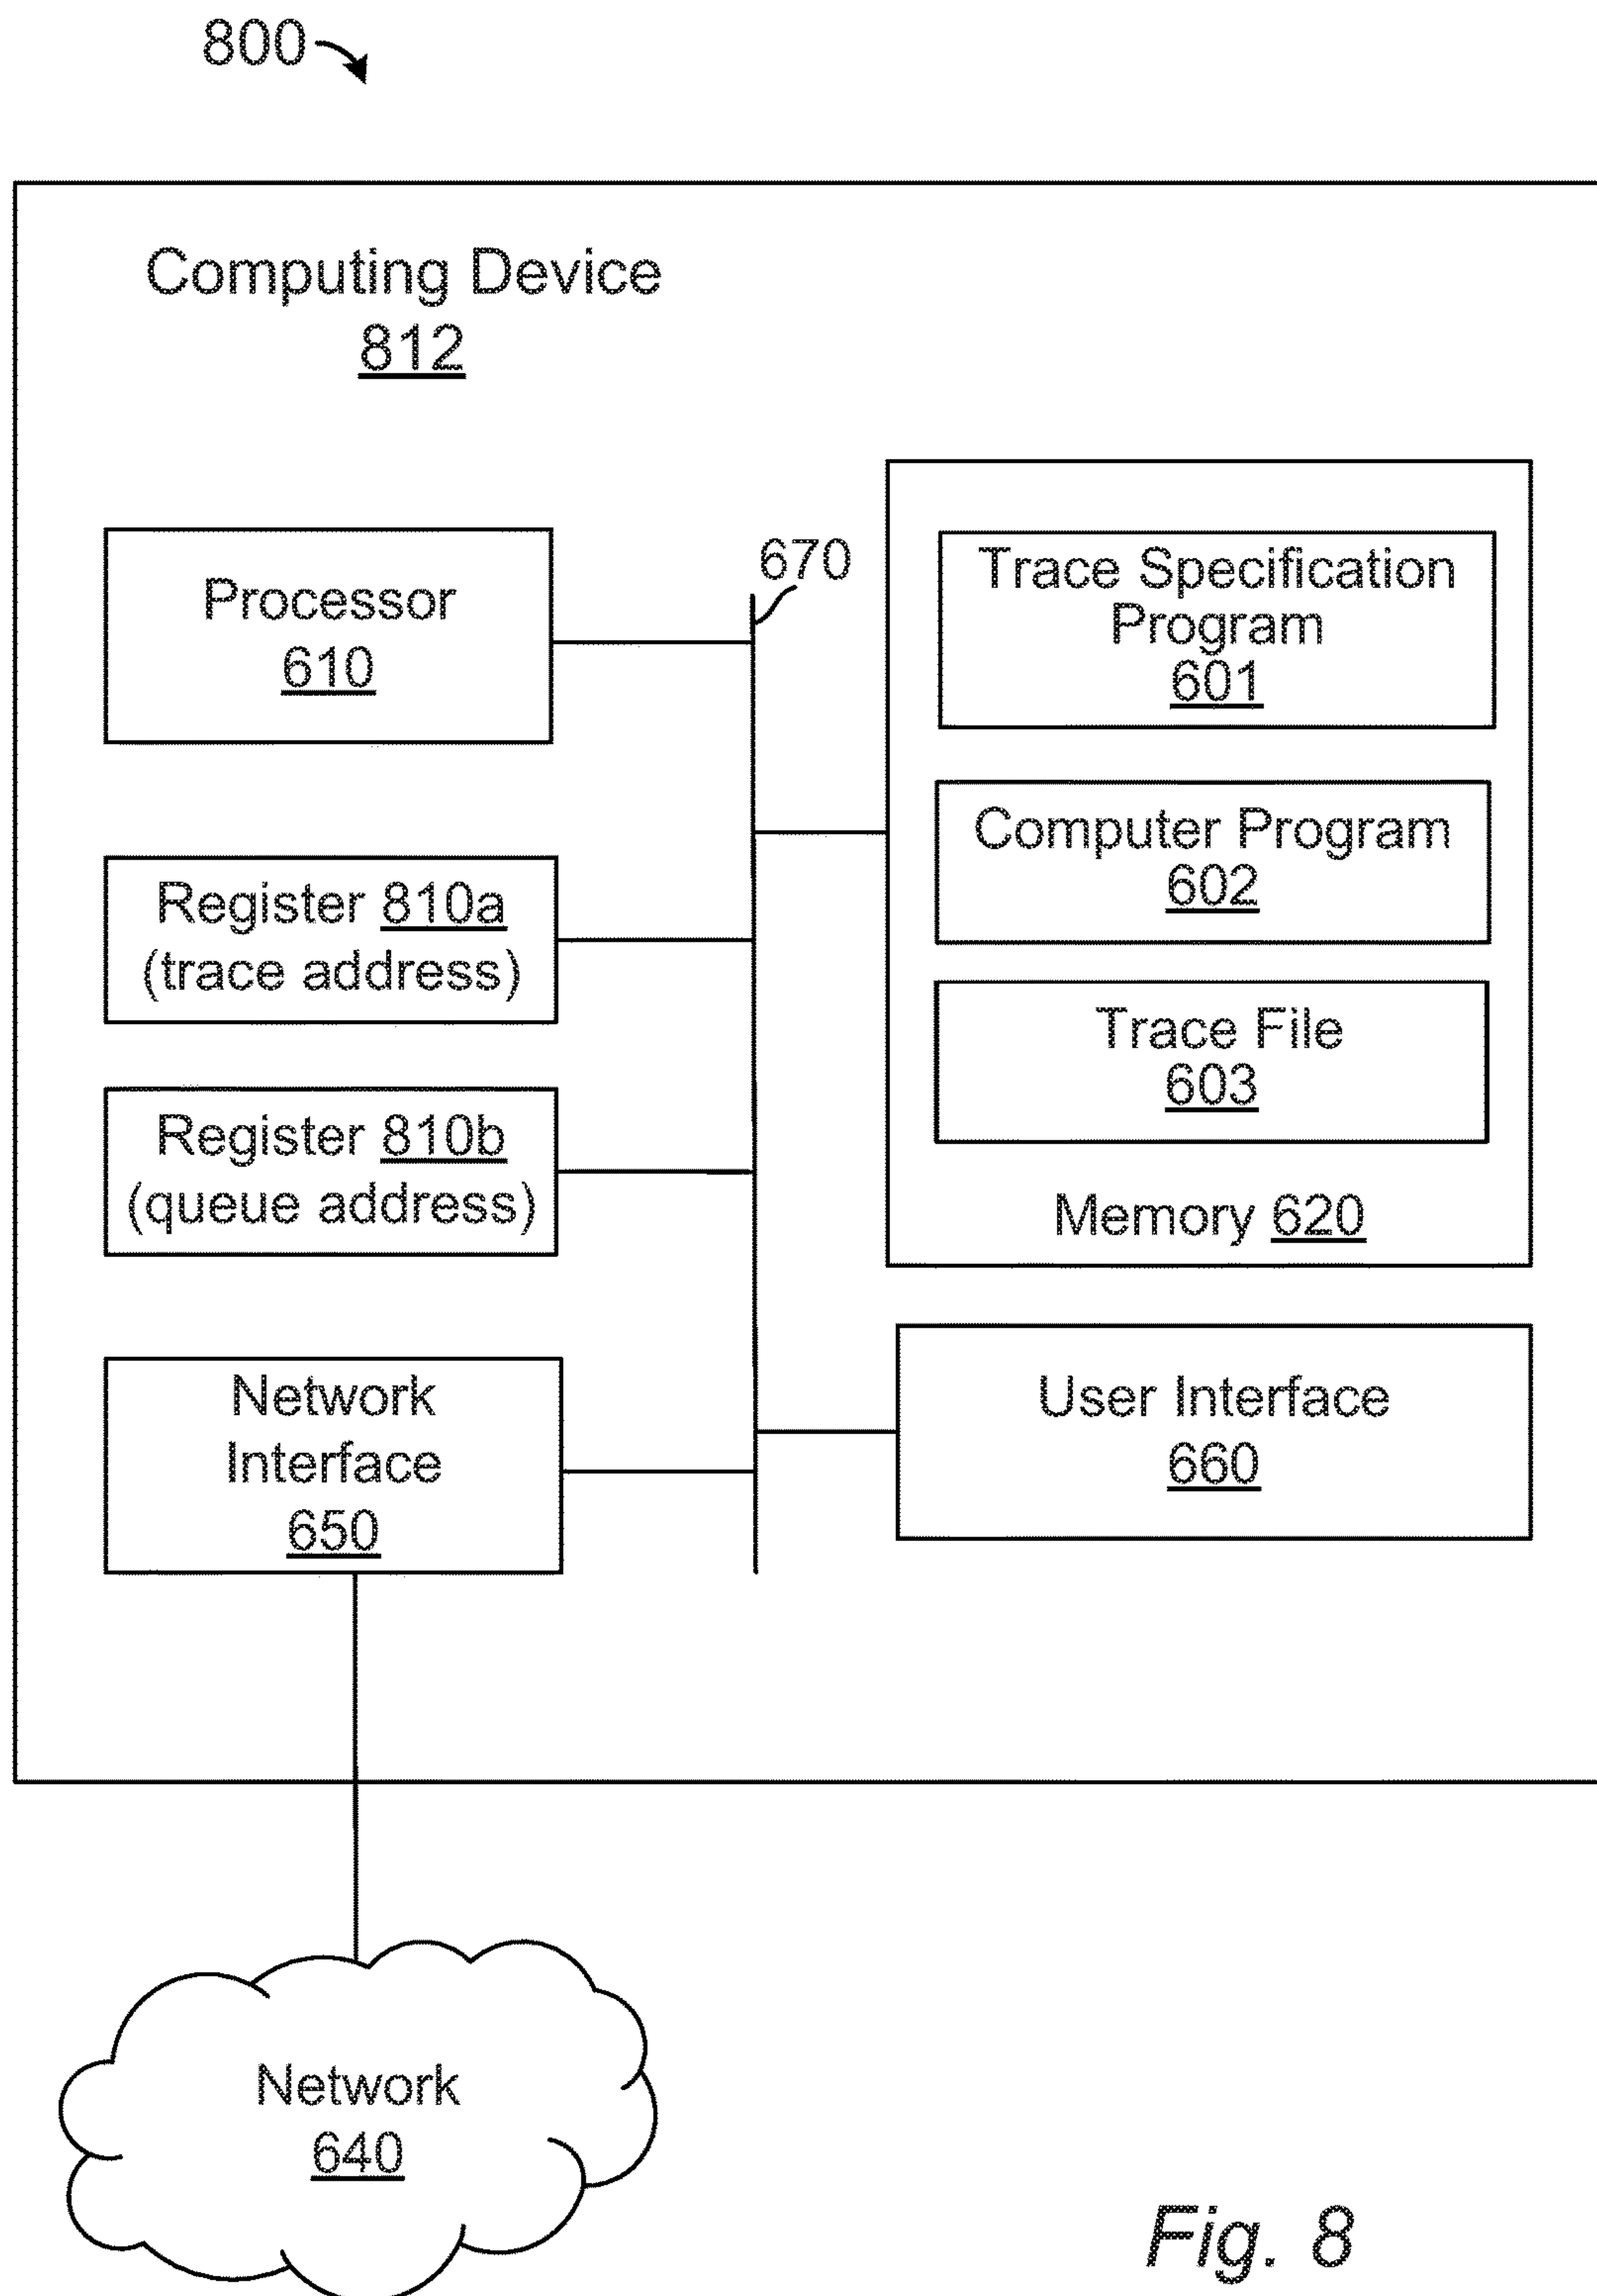 800
Computing Device
812
Processor
610
670
Trace Specification
Program
601
Computer Program
602
Trace File
603
Memory 620
Register 810a
(trace address)
Register 810b
(queue address)
Network
Interface
650
User Interface
660
Network
640
Fig. 8